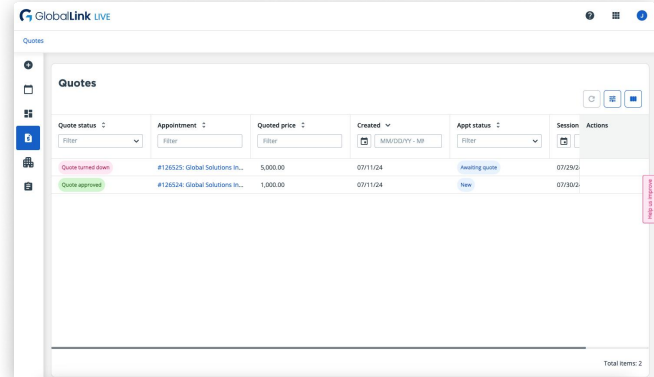 GlobalLink LIVE
J
Quotes
Quotes
Quote status Appointment Quoted price Created Appt status Session Actions
Filter Filter Filter MM/DD/YY - M Filter
Quote turned down #126525: Global Solutions In... 5,000.00 07/11/24 Awaiting quote 07/29/2
Quote approved #126524: Global Solutions In... 1,000.00 07/11/24 New 07/30/2
Help us improve
Total items: 2